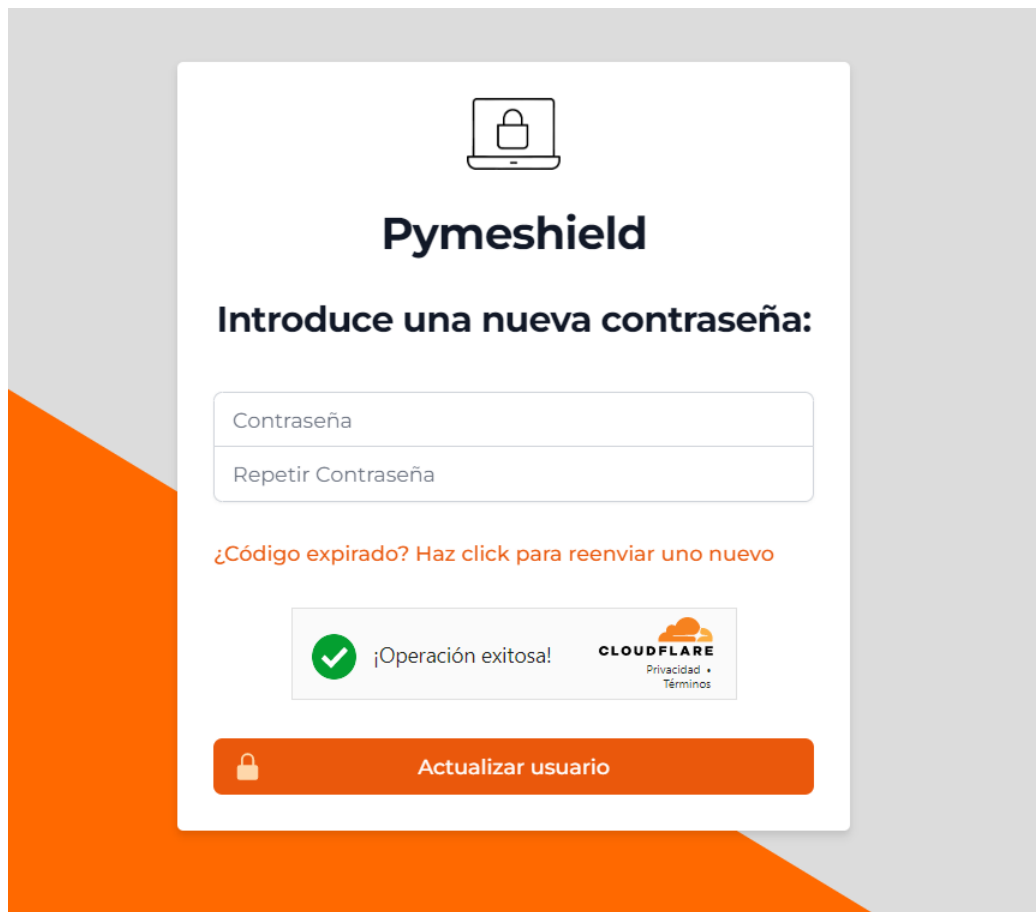 Pymeshield
Introduce una nueva contraseña:
Contraseña
Repetir Contraseña
¿Código expirado? Haz click para reenviar uno nuevo
¡Operación exitosa!
CLOUDFLARE
Privacidad •
Términos
Actualizar usuario